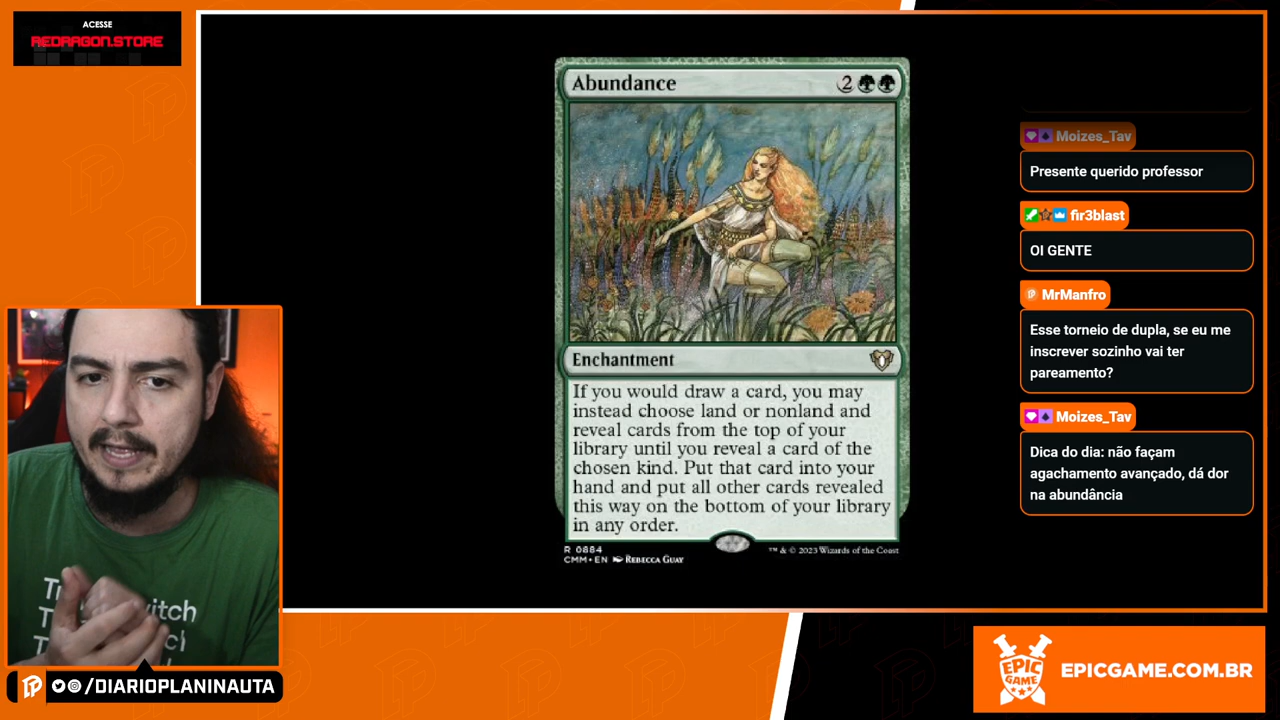 ACESSE
REDRAGON.STORE
Abundance 2
Enchantment
If you would draw a card, you may
instead choose land or nonland and
reveal cards from the top of your
library until you reveal a card of the
chosen kind. Put that card into your
hand and put all other cards revealed
this way on the bottom of your library
in any order.
R 0884
CMM • EN REBECCA GUAY
™ & © 2023 Wizards of the Coast
Moizes_Tav
Presente querido professor
fir3blast
OI GENTE
MrManfro
Esse torneio de dupla, se eu me
inscrever sozinho vai ter
pareamento?
Moizes_Tav
Dica do dia: não façam
agachamento avançado, dá dor
na abundância
/DIARIOPLANINAUTA
EPIC
GAME
EPICGAME.COM.BR